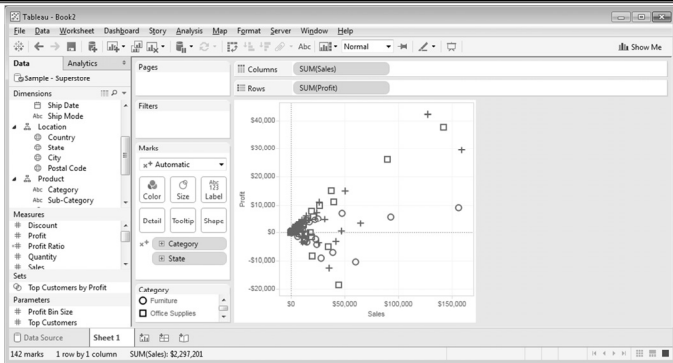 Tableau - Book2
File Data Worksheet Dashboard Story Analysis Map Format Server Window Help
Abc Normal Show Me
Data Analytics
Sample - Superstore
Dimensions
Ship Date
Abc Ship Mode
Location
Country
State
City
Postal Code
Product
Abc Category
Abc Sub-Category
Measures
# Discount
# Profit
# Profit Ratio
# Quantity
# Sales
Sets
Top Customers by Profit
Parameters
# Profit Bin Size
# Top Customers
Pages
Filters
Marks
Automatic
Color Size Label
Abc
123
Detail Tooltip Shape
Category
State
Category
Furniture
Office Supplies
Columns SUM(Sales)
Rows SUM(Profit)
$40,000
$20,000
$10,000
$0
-$10,000
-$20,000
Profit
$0 $50,000 $100,000 $150,000
Sales
Data Source Sheet 1
142 marks 1 row by 1 column SUM(Sales): $2,297,201